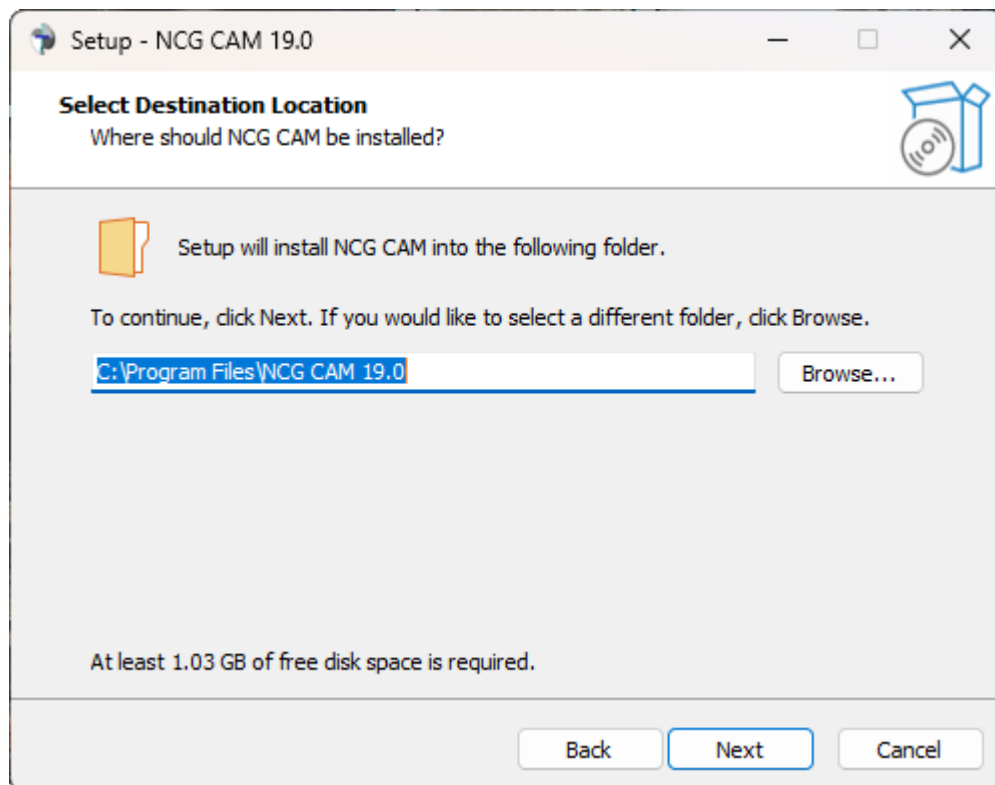 Setup - NCG CAM 19.0
Select Destination Location
Where should NCG CAM be installed?
Setup will install NCG CAM into the following folder.
To continue, click Next. If you would like to select a different folder, click Browse.
C:\Program Files\NCG CAM 19.0
Browse...
At least 1.03 GB of free disk space is required.
Back
Next
Cancel